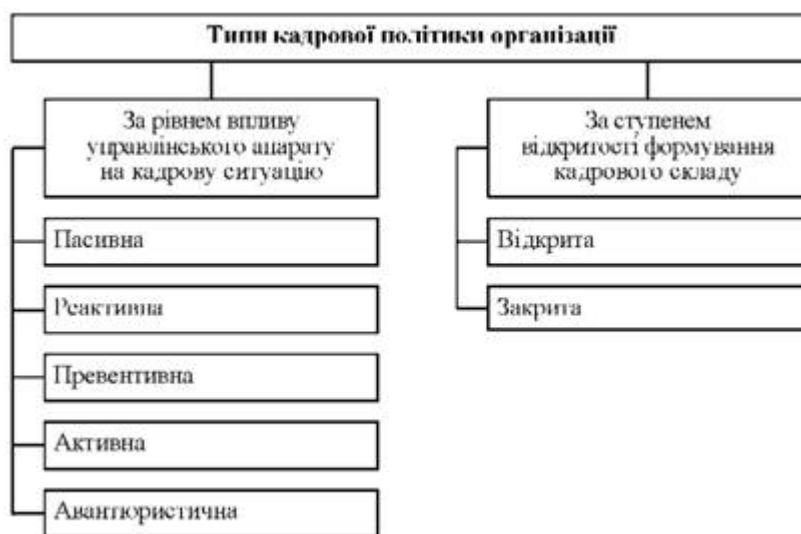 Типи кадрової політики організації
За рівнем впливу
управлінського апарату
на кадрову ситуацію
Пасивна
Реактивна
Превентивна
Активна
Авантюристична
За ступенем
відкритості формування
кадрового складу
Відкрита
Закрита